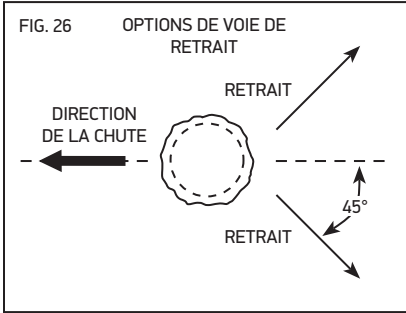 FIG. 26
OPTIONS DE VOIE DE
RETRAIT
RETRAIT
DIRECTION
DE LA CHUTE
45°
RETRAIT